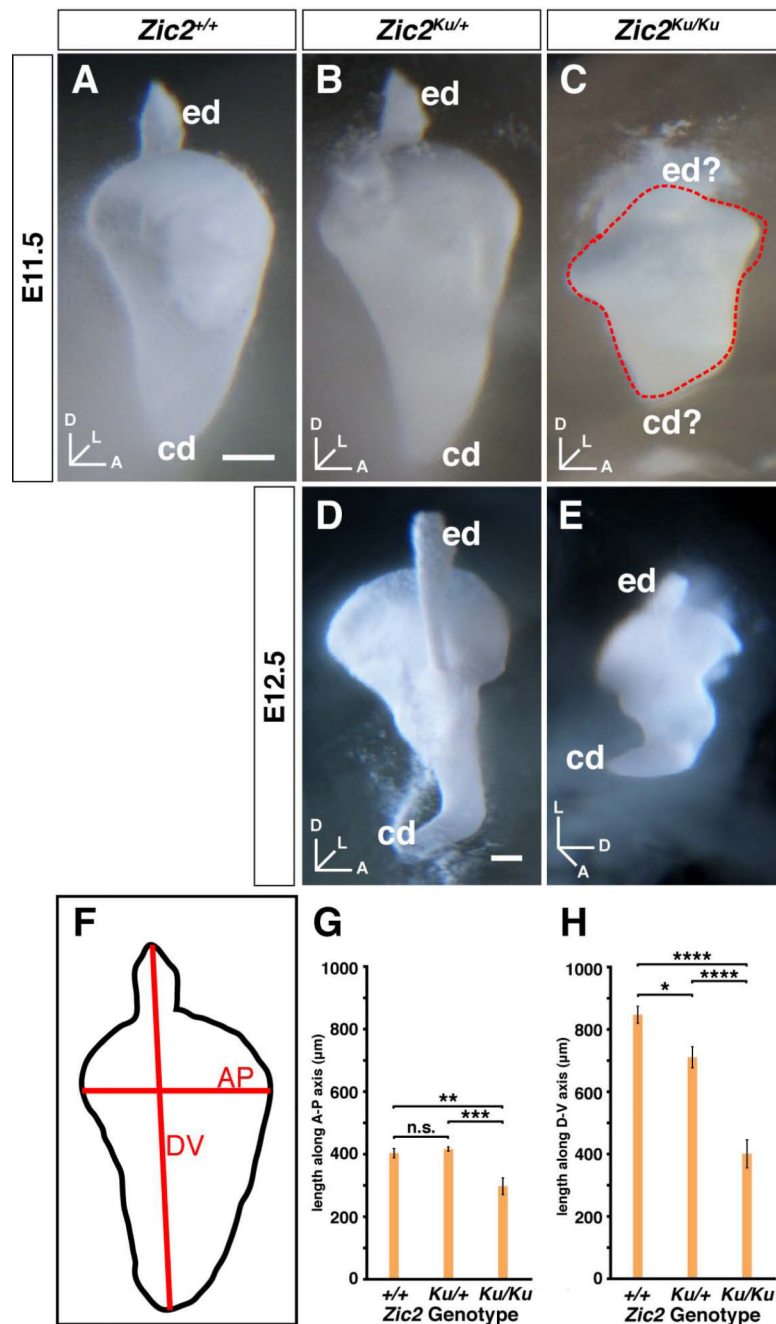 Zic2+/+
Zic2Ku/+
Zic2Ku/Ku
E11.5
A
ed
cd
D
L
A
B
ed
cd
D
L
A
C
ed?
cd?
D
L
A
E12.5
D
ed
cd
D
L
A
E
ed
cd
L
D
A
F
AP
DV
G
length along A-P axis (µm)
1000
800
600
400
200
0
**
***
n.s.
+/+ Ku/+ Ku/Ku
Zic2 Genotype
H
length along D-V axis (µm)
1000
800
600
400
200
0
****
* ****
+/+ Ku/+ Ku/Ku
Zic2 Genotype